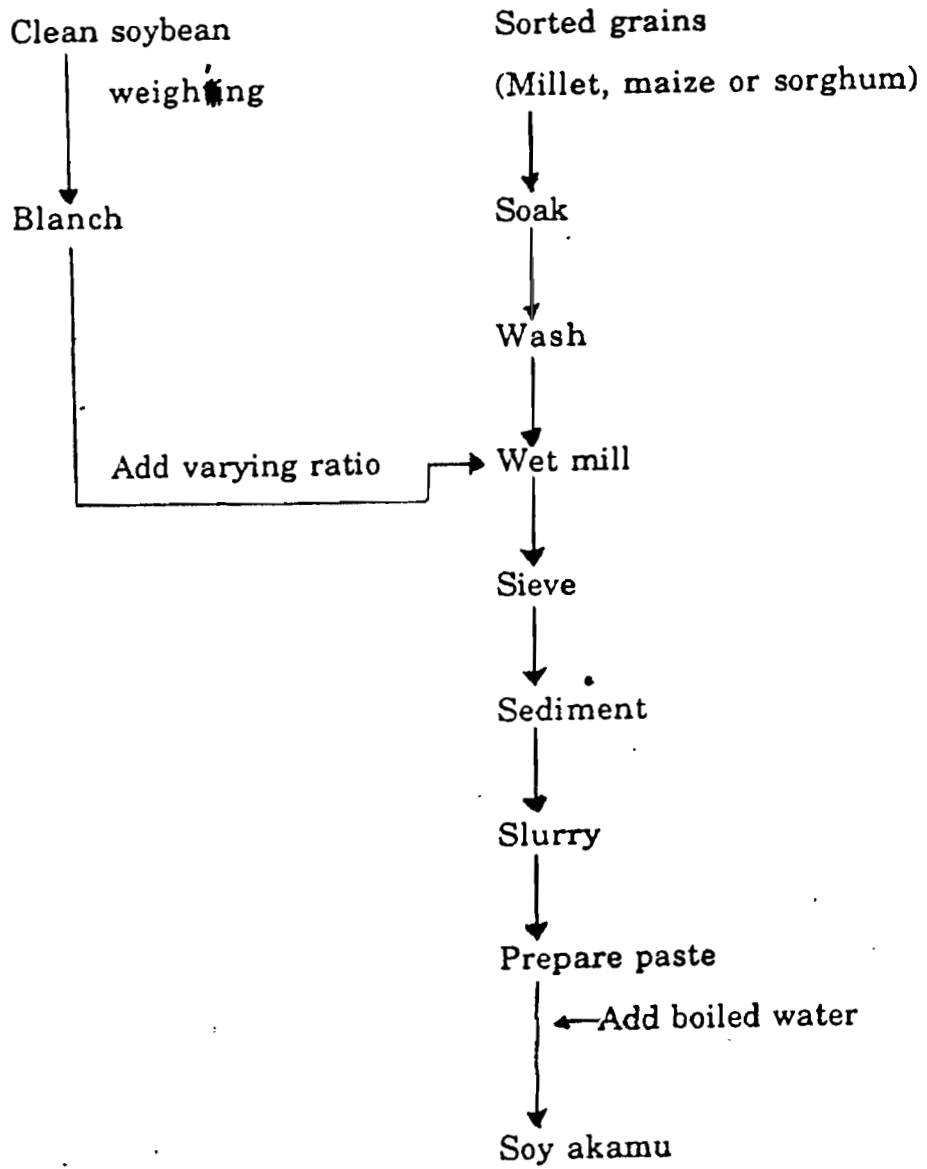 Clean soybean
weighing
Blanch
Add varying ratio
Sorted grains
(Millet, maize or sorghum)
Soak
Wash
Wet mill
Sieve
Sediment
Slurry
Prepare paste
Add boiled water
Soy akamu